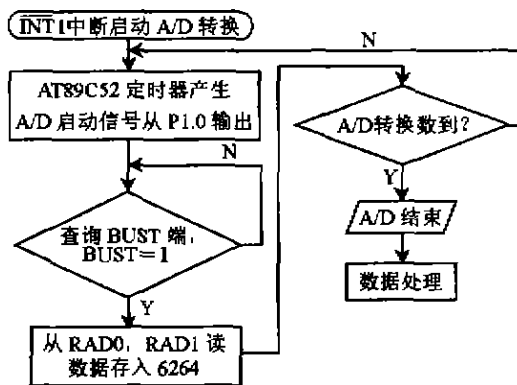 INT1中断启动 A/D 转换
AT89C52 定时器产生
A/D 启动信号从 P1.0 输出
N
查询 BUST 端，
BUST＝1
Y
从 RAD0，RAD1 读
数据存入 6264
N
A/D转换数到？
Y
A/D 结束
数据处理